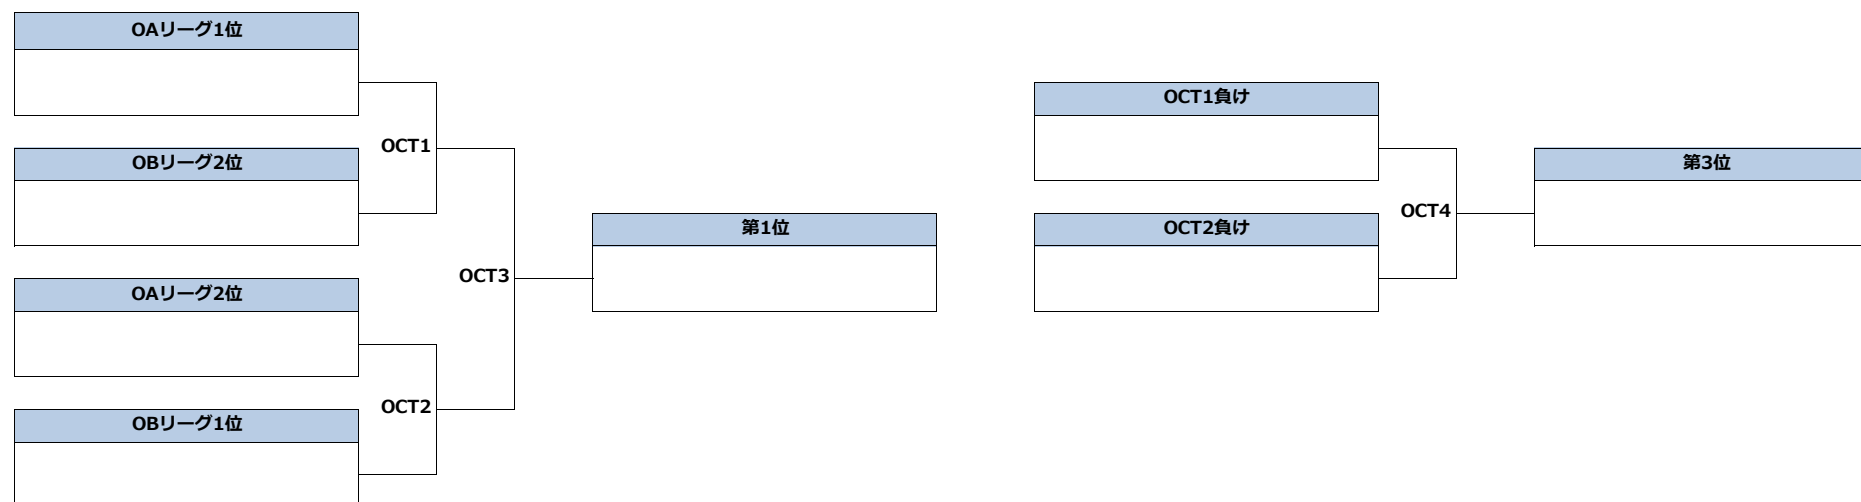 OAリーグ1位
OCT1
OBリーグ2位
OCT3
第1位
OAリーグ2位
OCT2
OBリーグ1位
OCT1負け
OCT4
第3位
OCT2負け